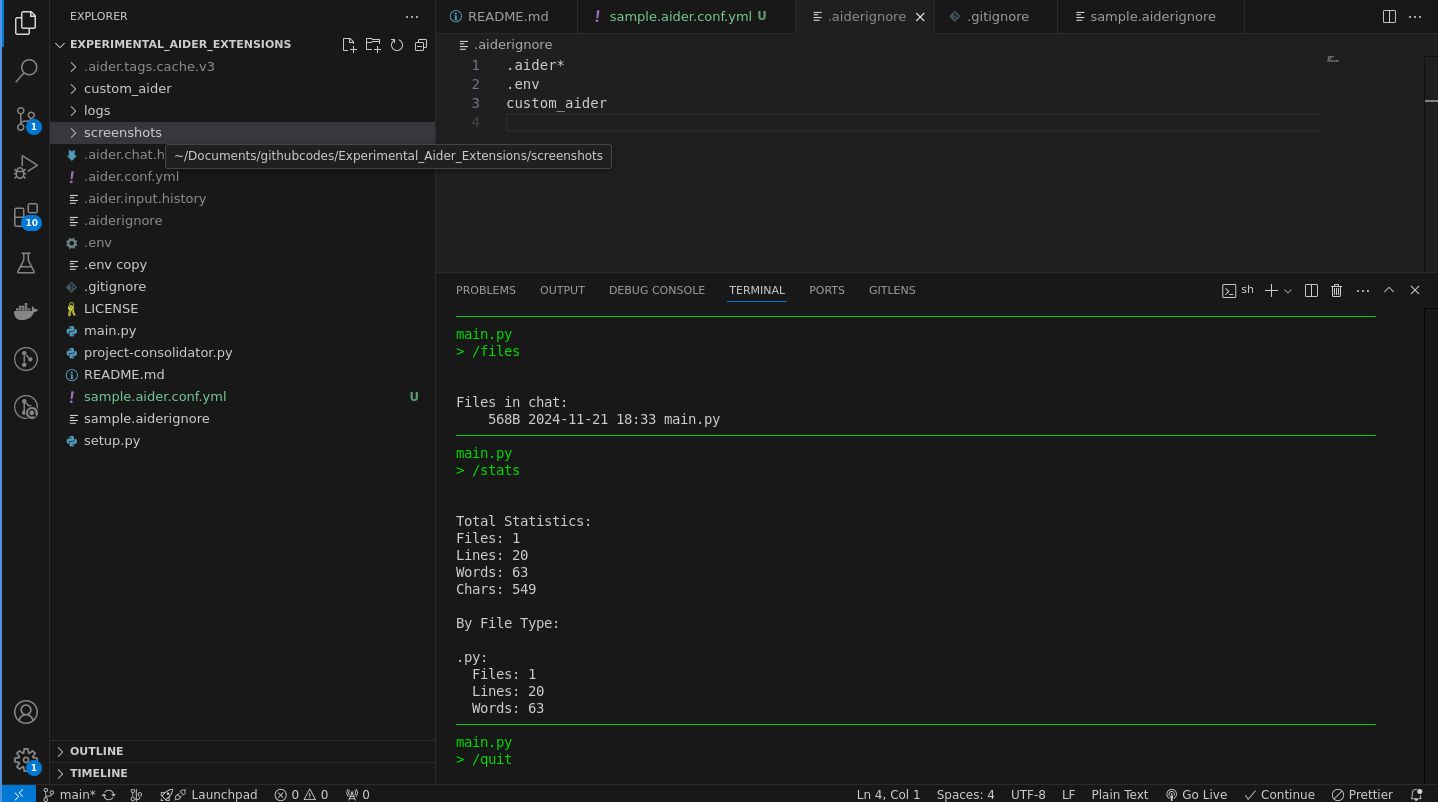 EXPLORER
EXPERIMENTAL_AIDER_EXTENSIONS
.aider.tags.cache.v3
custom_aider
logs
screenshots
.aider.chat.h
~/Documents/githubcodes/Experimental_Aider_Extensions/screenshots
.aider.conf.yml
.aider.input.history
.aiderignore
.env
.env copy
.gitignore
LICENSE
main.py
project-consolidator.py
README.md
sample.aider.conf.yml U
sample.aiderignore
setup.py
OUTLINE
TIMELINE
1
10
1
README.md
sample.aider.conf.yml U
.aiderignore
.gitignore
sample.aiderignore
.aiderignore
1 .aider*
2 .env
3 custom_aider
4
PROBLEMS OUTPUT DEBUG CONSOLE TERMINAL PORTS GITLENS
sh
main.py
> /files
Files in chat:
568B 2024-11-21 18:33 main.py
main.py
> /stats
Total Statistics:
Files: 1
Lines: 20
Words: 63
Chars: 549
By File Type:
.py:
Files: 1
Lines: 20
Words: 63
main.py
> /quit
main* Launchpad 0 0 0 Ln 4, Col 1 Spaces: 4 UTF-8 LF Plain Text Go Live Continue Prettier